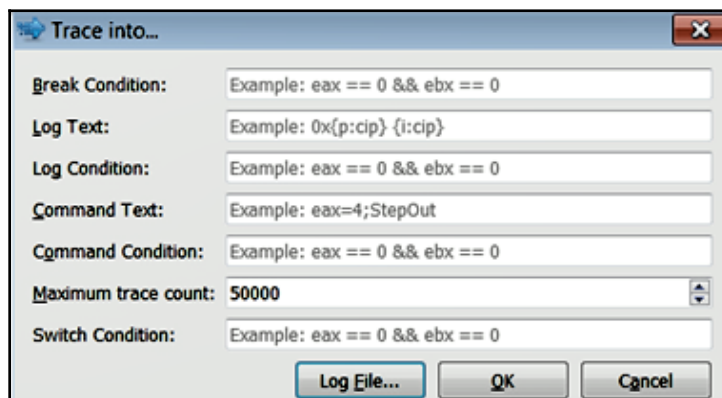 Trace into...
Break Condition: Example: eax == 0 && ebx == 0
Log Text: Example: 0x{p:cip} {i:cip}
Log Condition: Example: eax == 0 && ebx == 0
Command Text: Example: eax=4;StepOut
Command Condition: Example: eax == 0 && ebx == 0
Maximum trace count: 50000
Switch Condition: Example: eax == 0 && ebx == 0
Log File... OK Cancel